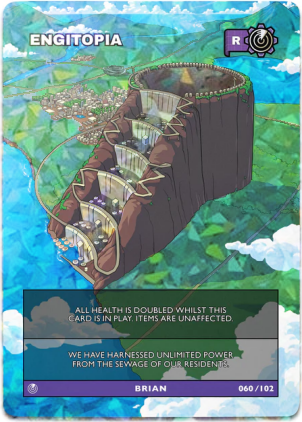 ENGITOPIA
R
ALL HEALTH IS DOUBLED WHILST THIS
CARD IS IN PLAY. ITEMS ARE UNAFFECTED.
WE HAVE HARNESSED UNLIMITED POWER
FROM THE SEWAGE OF OUR RESIDENTS.
BRIAN
060/102